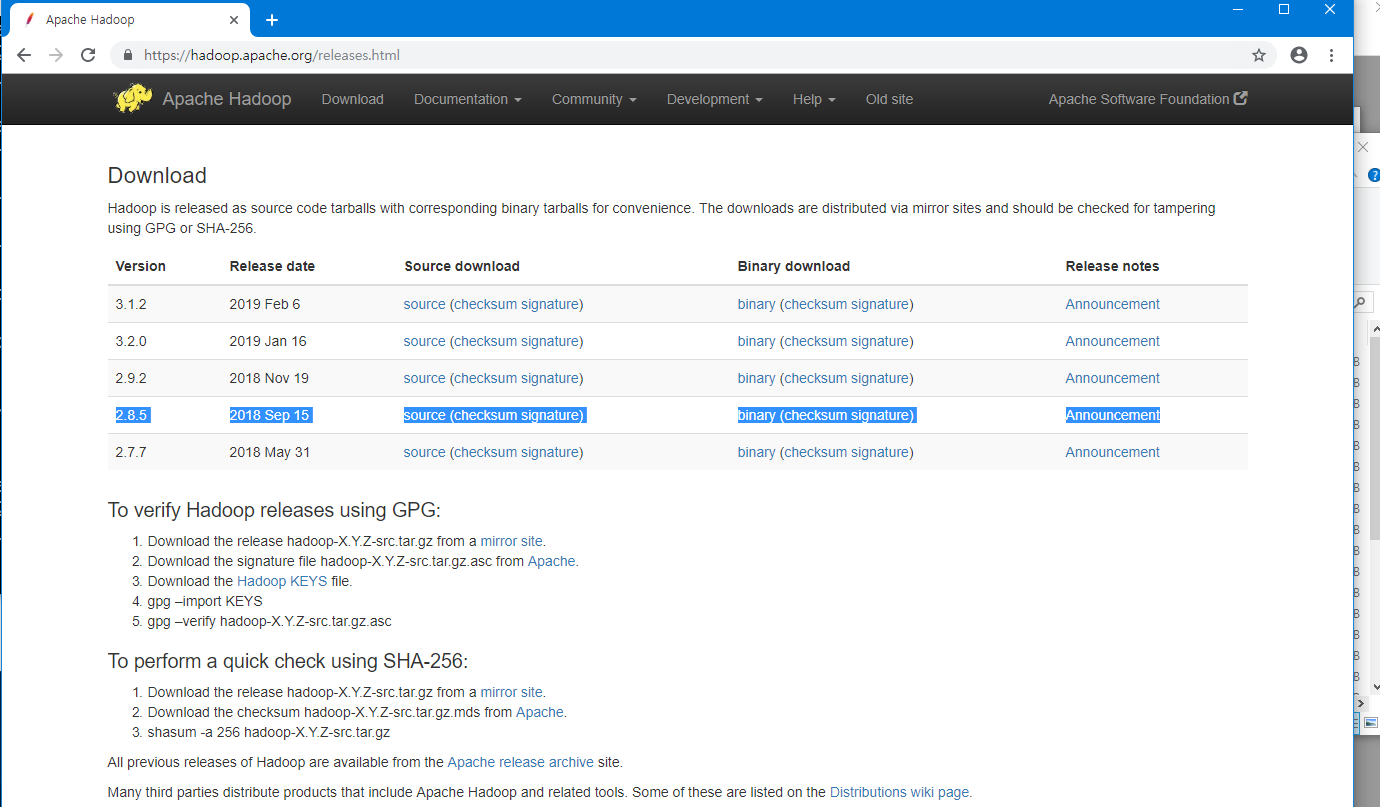 Apache Hadoop
https://hadoop.apache.org/releases.html
Apache Hadoop Download Documentation Community Development Help Old site Apache Software Foundation
Download
Hadoop is released as source code tarballs with corresponding binary tarballs for convenience. The downloads are distributed via mirror sites and should be checked for tampering
using GPG or SHA-256.
Version Release date Source download Binary download Release notes
3.1.2 2019 Feb 6 source (checksum signature) binary (checksum signature) Announcement
3.2.0 2019 Jan 16 source (checksum signature) binary (checksum signature) Announcement
2.9.2 2018 Nov 19 source (checksum signature) binary (checksum signature) Announcement
2.8.5 2018 Sep 15 source (checksum signature) binary (checksum signature) Announcement
2.7.7 2018 May 31 source (checksum signature) binary (checksum signature) Announcement
To verify Hadoop releases using GPG:
1. Download the release hadoop-X.Y.Z-src.tar.gz from a mirror site.
2. Download the signature file hadoop-X.Y.Z-src.tar.gz.asc from Apache.
3. Download the Hadoop KEYS file.
4. gpg –import KEYS
5. gpg –verify hadoop-X.Y.Z-src.tar.gz.asc
To perform a quick check using SHA-256:
1. Download the release hadoop-X.Y.Z-src.tar.gz from a mirror site.
2. Download the checksum hadoop-X.Y.Z-src.tar.gz.mds from Apache.
3. shasum -a 256 hadoop-X.Y.Z-src.tar.gz
All previous releases of Hadoop are available from the Apache release archive site.
Many third parties distribute products that include Apache Hadoop and related tools. Some of these are listed on the Distributions wiki page.